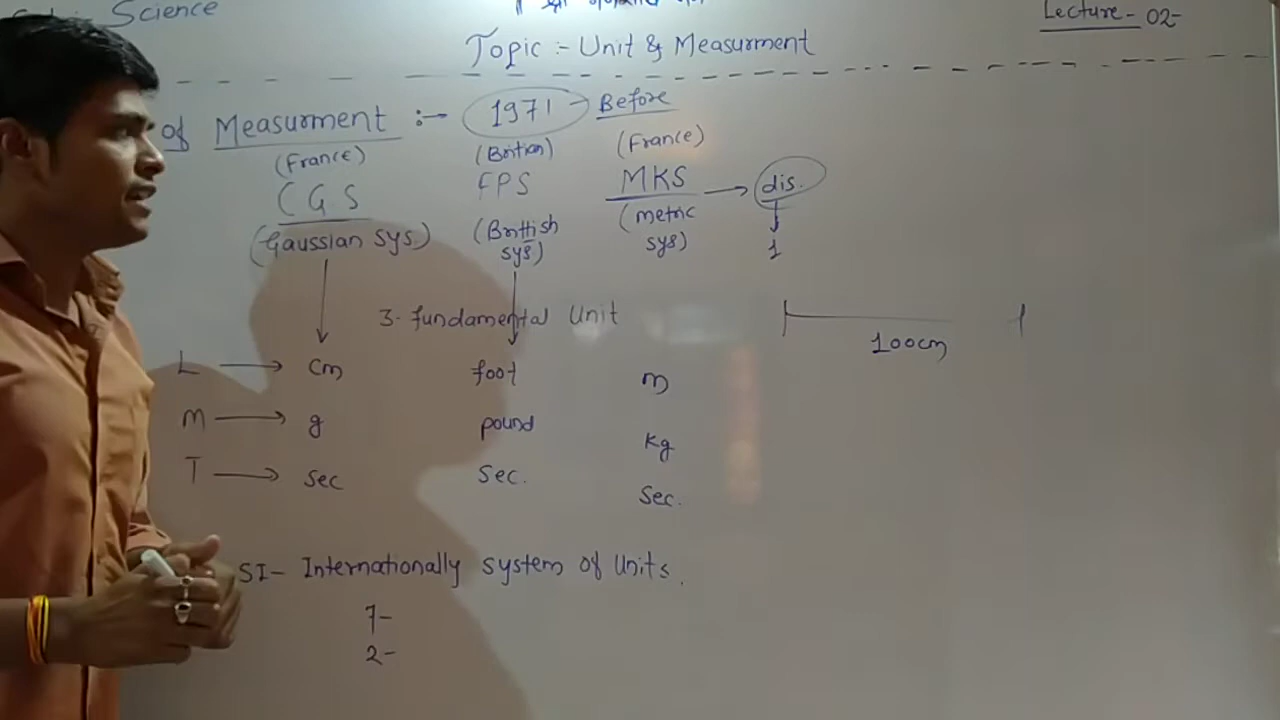 Science
Lecture - 02-
Topic :- Unit & Measurment
of Measurment :- 1971 - Before
(France) (Brition) (France)
CGS FPS MKS → dis.
(Gaussian sys) (Brittish sys) (metric sys) 1
3- fundamental Unit
100cm
L → cm foot m
M → g pound kg
T → sec sec. sec.
SI- Internationally system of Units.
7-
2-